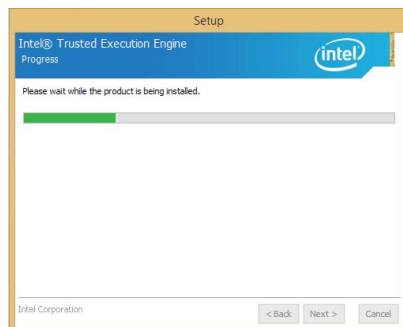 Setup
Intel® Trusted Execution Engine
Progress
intel
Please wait while the product is being installed.
Intel Corporation
< Back
Next >
Cancel